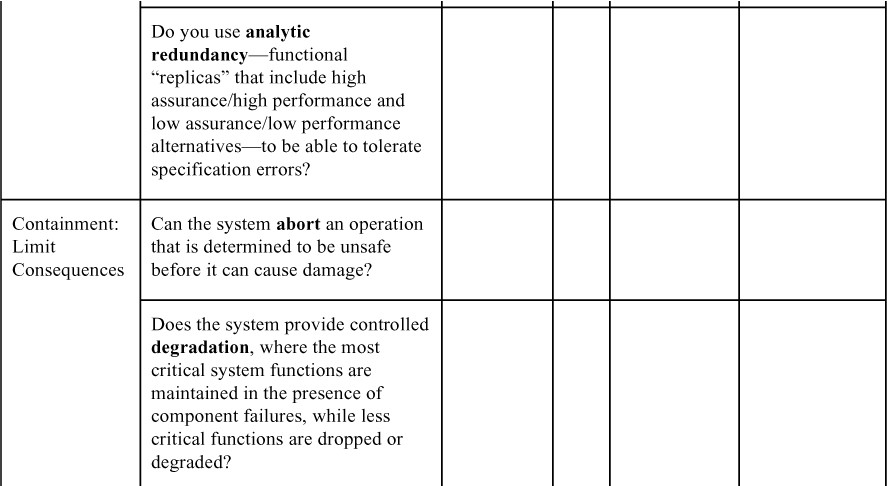 Do you use analytic
redundancy—functional
“replicas” that include high
assurance/high performance and
low assurance/low performance
alternatives—to be able to tolerate
specification errors?
Containment:
Limit
Consequences
Can the system abort an operation
that is determined to be unsafe
before it can cause damage?
Does the system provide controlled
degradation, where the most
critical system functions are
maintained in the presence of
component failures, while less
critical functions are dropped or
degraded?